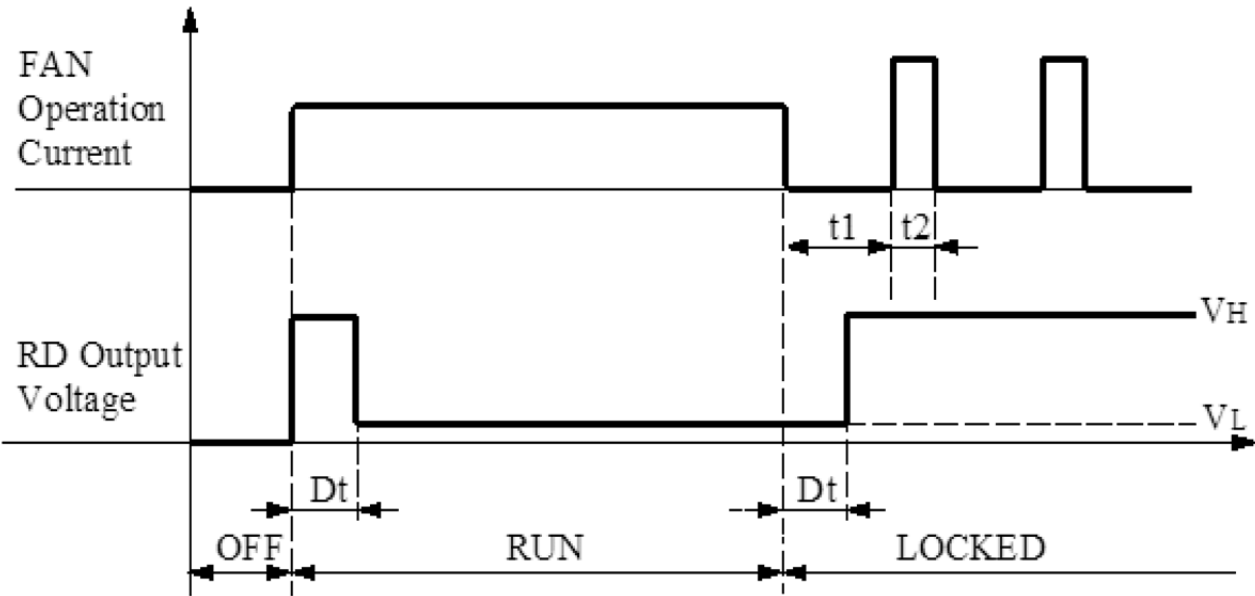 FAN
Operation
Current
t1
t2
VH
RD Output
Voltage
VL
Dt
Dt
OFF
RUN
LOCKED